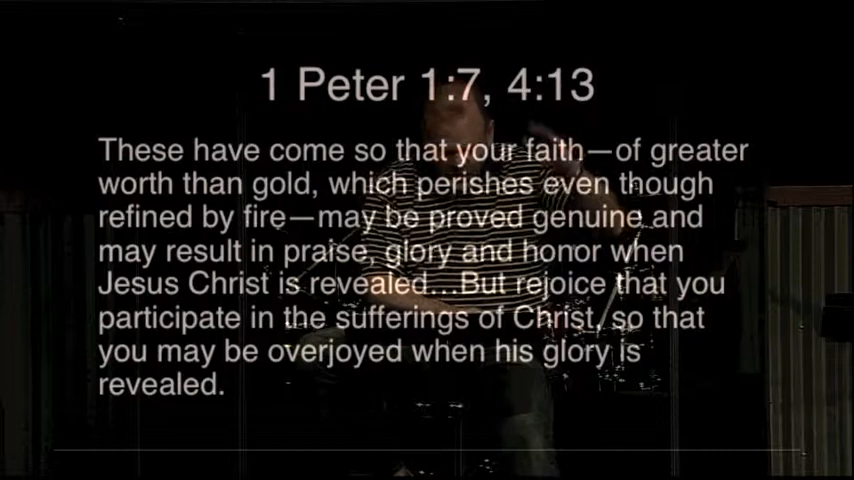 1 Peter 1:7, 4:13
These have come so that your faith—of greater
worth than gold, which perishes even though
refined by fire—may be proved genuine and
may result in praise, glory and honor when
Jesus Christ is revealed...But rejoice that you
participate in the sufferings of Christ, so that
you may be overjoyed when his glory is
revealed.